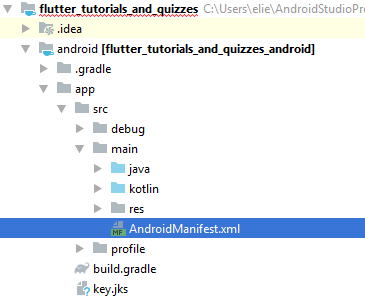 flutter_tutorials_and_quizzes C:\Users\elie\AndroidStudioPro
.idea
android [flutter_tutorials_and_quizzes_android]
.gradle
app
src
debug
main
java
kotlin
res
MF AndroidManifest.xml
profile
build.gradle
key.jks